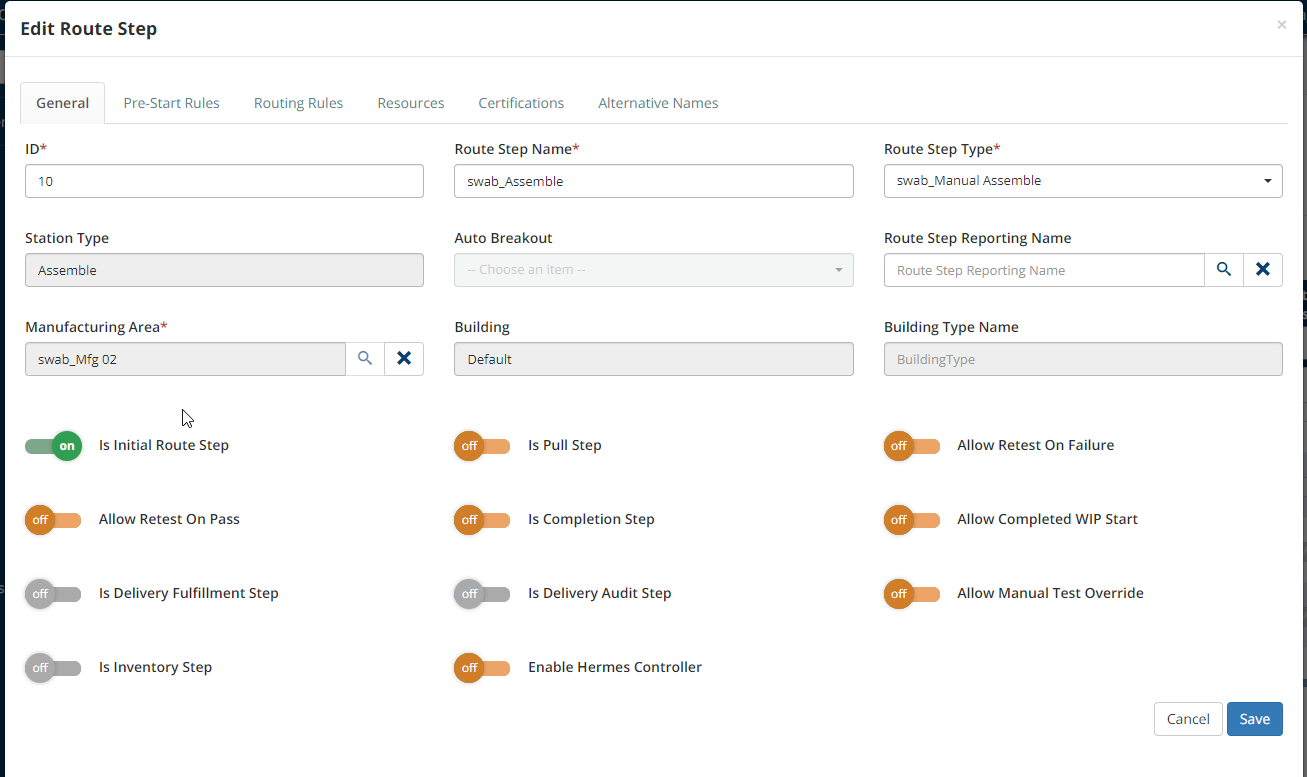 Edit Route Step
×
General Pre-Start Rules Routing Rules Resources Certifications Alternative Names
ID* Route Step Name* Route Step Type*
10 swab_Assemble swab_Manual Assemble
Station Type Auto Breakout Route Step Reporting Name
Assemble -- Choose an item -- Route Step Reporting Name
Manufacturing Area* Building Building Type Name
swab_Mfg 02 Default BuildingType
on Is Initial Route Step off Is Pull Step off Allow Retest On Failure
off Allow Retest On Pass off Is Completion Step off Allow Completed WIP Start
off Is Delivery Fulfillment Step off Is Delivery Audit Step off Allow Manual Test Override
off Is Inventory Step off Enable Hermes Controller
Cancel Save